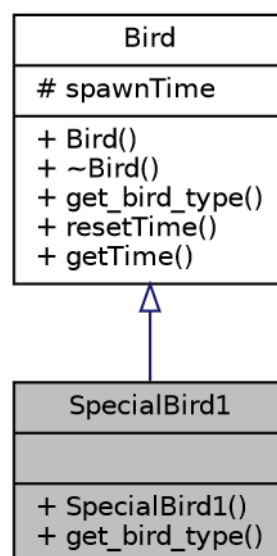 Bird
# spawnTime
+ Bird()
+ ~Bird()
+ get_bird_type()
+ resetTime()
+ getTime()
SpecialBird1
+ SpecialBird1()
+ get_bird_type()